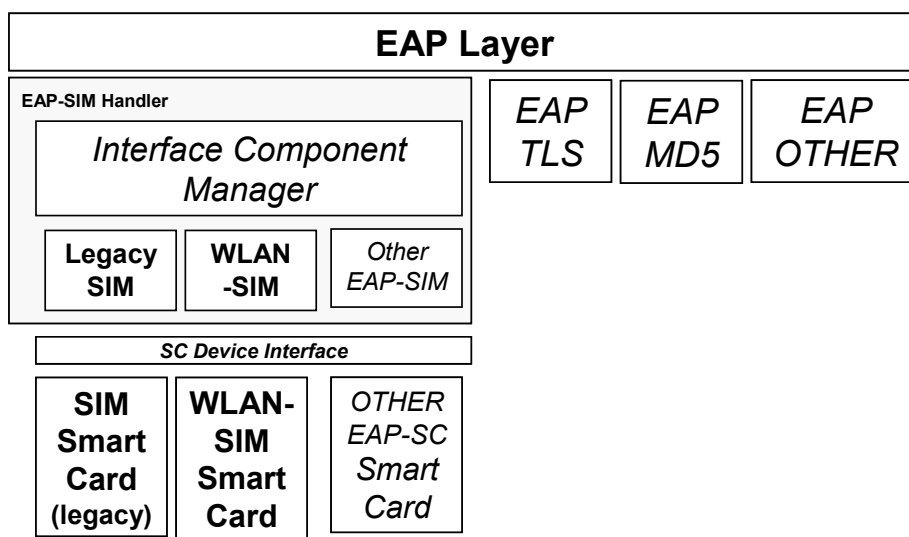 EAP Layer
EAP-SIM Handler
Interface Component
Manager
Legacy
SIM
WLAN
-SIM
Other
EAP-SIM
EAP
TLS
EAP
MD5
EAP
OTHER
SC Device Interface
SIM
Smart
Card
(legacy)
WLAN-
SIM
Smart
Card
OTHER
EAP-SC
Smart
Card